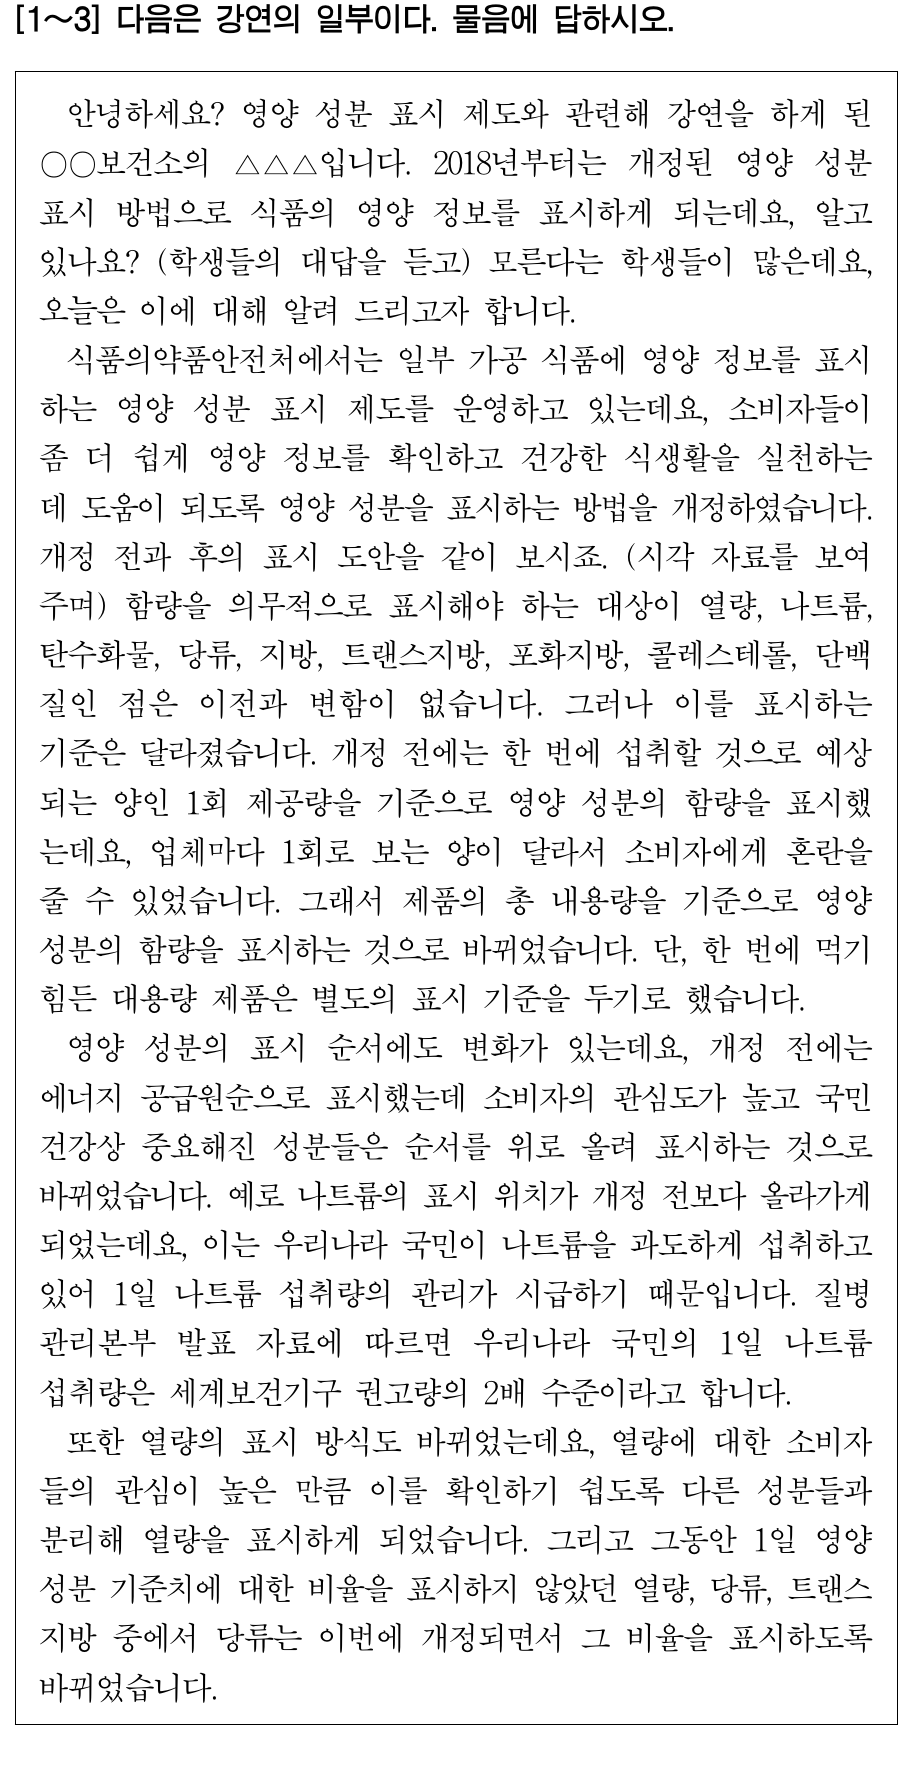 [1～3] 다음은 강연의 일부이다. 물음에 답하시오.
안녕하세요? 영양 성분 표시 제도와 관련해 강연을 하게 된
○○보건소의 △△△입니다. 2018년부터는 개정된 영양 성분
표시 방법으로 식품의 영양 정보를 표시하게 되는데요, 알고
있나요? (학생들의 대답을 듣고) 모른다는 학생들이 많은데요,
오늘은 이에 대해 알려 드리고자 합니다.
식품의약품안전처에서는 일부 가공 식품에 영양 정보를 표시
하는 영양 성분 표시 제도를 운영하고 있는데요, 소비자들이
좀 더 쉽게 영양 정보를 확인하고 건강한 식생활을 실천하는
데 도움이 되도록 영양 성분을 표시하는 방법을 개정하였습니다.
개정 전과 후의 표시 도안을 같이 보시죠. (시각 자료를 보여
주며) 함량을 의무적으로 표시해야 하는 대상이 열량, 나트륨,
탄수화물, 당류, 지방, 트랜스지방, 포화지방, 콜레스테롤, 단백
질인 점은 이전과 변함이 없습니다. 그러나 이를 표시하는
기준은 달라졌습니다. 개정 전에는 한 번에 섭취할 것으로 예상
되는 양인 1회 제공량을 기준으로 영양 성분의 함량을 표시했
는데요, 업체마다 1회로 보는 양이 달라서 소비자에게 혼란을
줄 수 있었습니다. 그래서 제품의 총 내용량을 기준으로 영양
성분의 함량을 표시하는 것으로 바뀌었습니다. 단, 한 번에 먹기
힘든 대용량 제품은 별도의 표시 기준을 두기로 했습니다.
영양 성분의 표시 순서에도 변화가 있는데요, 개정 전에는
에너지 공급원순으로 표시했는데 소비자의 관심도가 높고 국민
건강상 중요해진 성분들은 순서를 위로 올려 표시하는 것으로
바뀌었습니다. 예로 나트륨의 표시 위치가 개정 전보다 올라가게
되었는데요, 이는 우리나라 국민이 나트륨을 과도하게 섭취하고
있어 1일 나트륨 섭취량의 관리가 시급하기 때문입니다. 질병
관리본부 발표 자료에 따르면 우리나라 국민의 1일 나트륨
섭취량은 세계보건기구 권고량의 2배 수준이라고 합니다.
또한 열량의 표시 방식도 바뀌었는데요, 열량에 대한 소비자
들의 관심이 높은 만큼 이를 확인하기 쉽도록 다른 성분들과
분리해 열량을 표시하게 되었습니다. 그리고 그동안 1일 영양
성분 기준치에 대한 비율을 표시하지 않았던 열량, 당류, 트랜스
지방 중에서 당류는 이번에 개정되면서 그 비율을 표시하도록
바뀌었습니다.